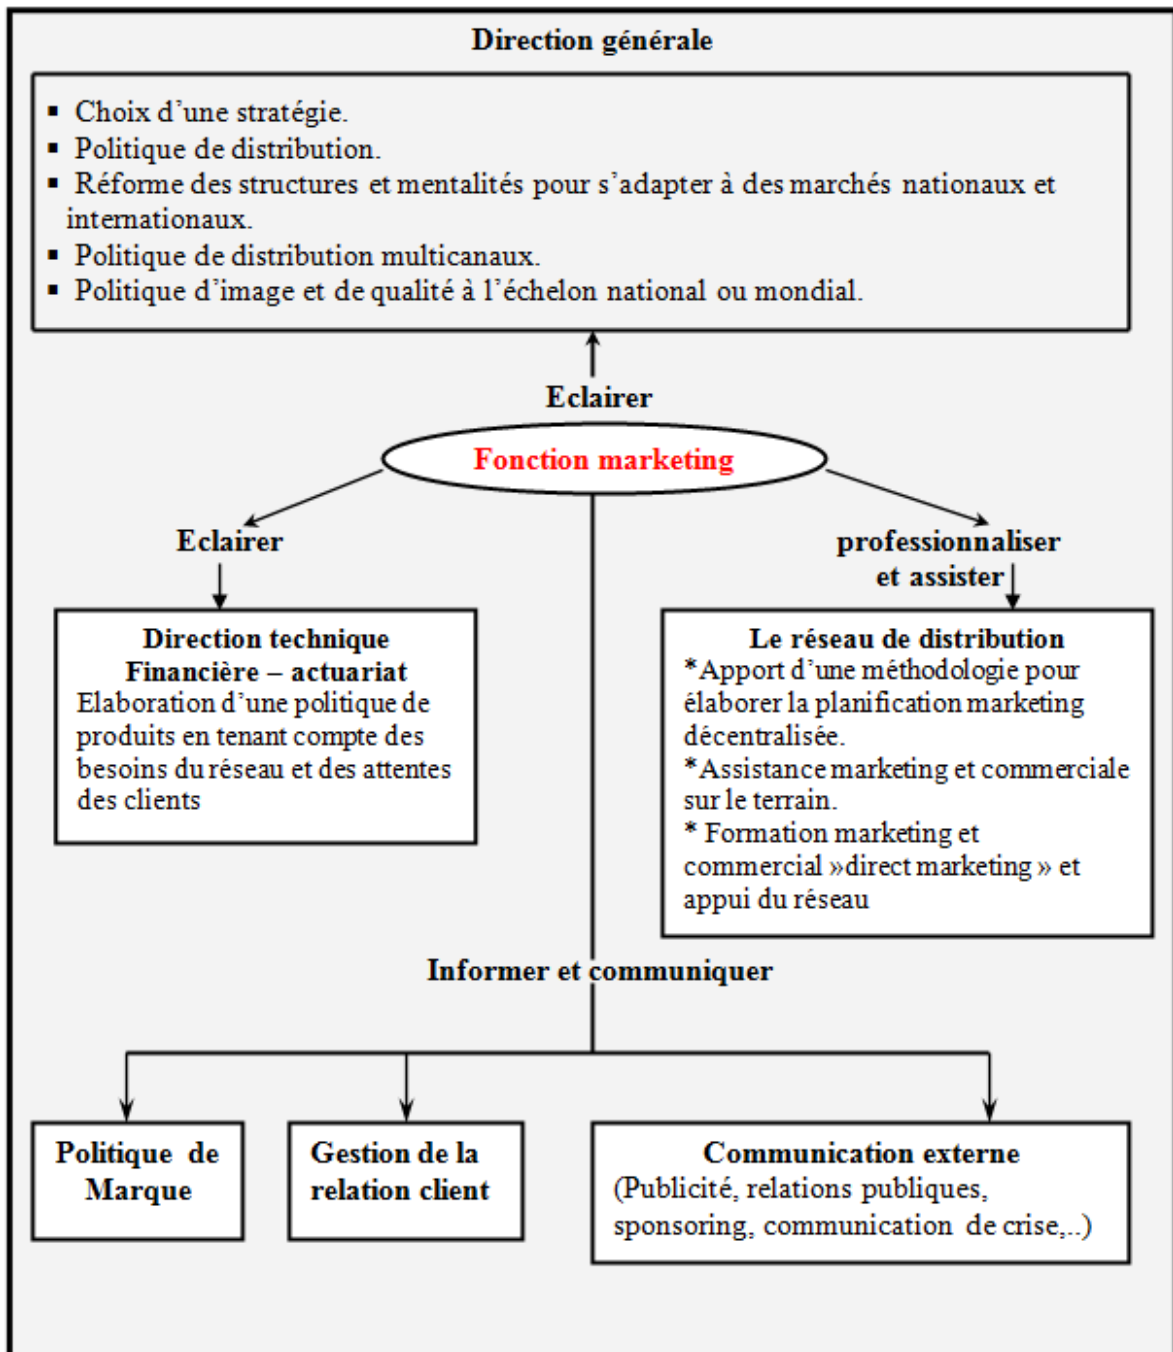 Direction générale
▪ Choix d’une stratégie.
▪ Politique de distribution.
▪ Réforme des structures et mentalités pour s’adapter à des marchés nationaux et
internationaux.
▪ Politique de distribution multicanaux.
▪ Politique d’image et de qualité à l’échelon national ou mondial.
Eclairer
Fonction marketing
Eclairer
professionnaliser
et assister
Direction technique
Financière – actuariat
Elaboration d’une politique de
produits en tenant compte des
besoins du réseau et des attentes
des clients
Le réseau de distribution
*Apport d’une méthodologie pour
élaborer la planification marketing
décentralisée.
*Assistance marketing et commerciale
sur le terrain.
* Formation marketing et
commercial »direct marketing » et
appui du réseau
Informer et communiquer
Politique de
Marque
Gestion de la
relation client
Communication externe
(Publicité, relations publiques,
sponsoring, communication de crise,..)